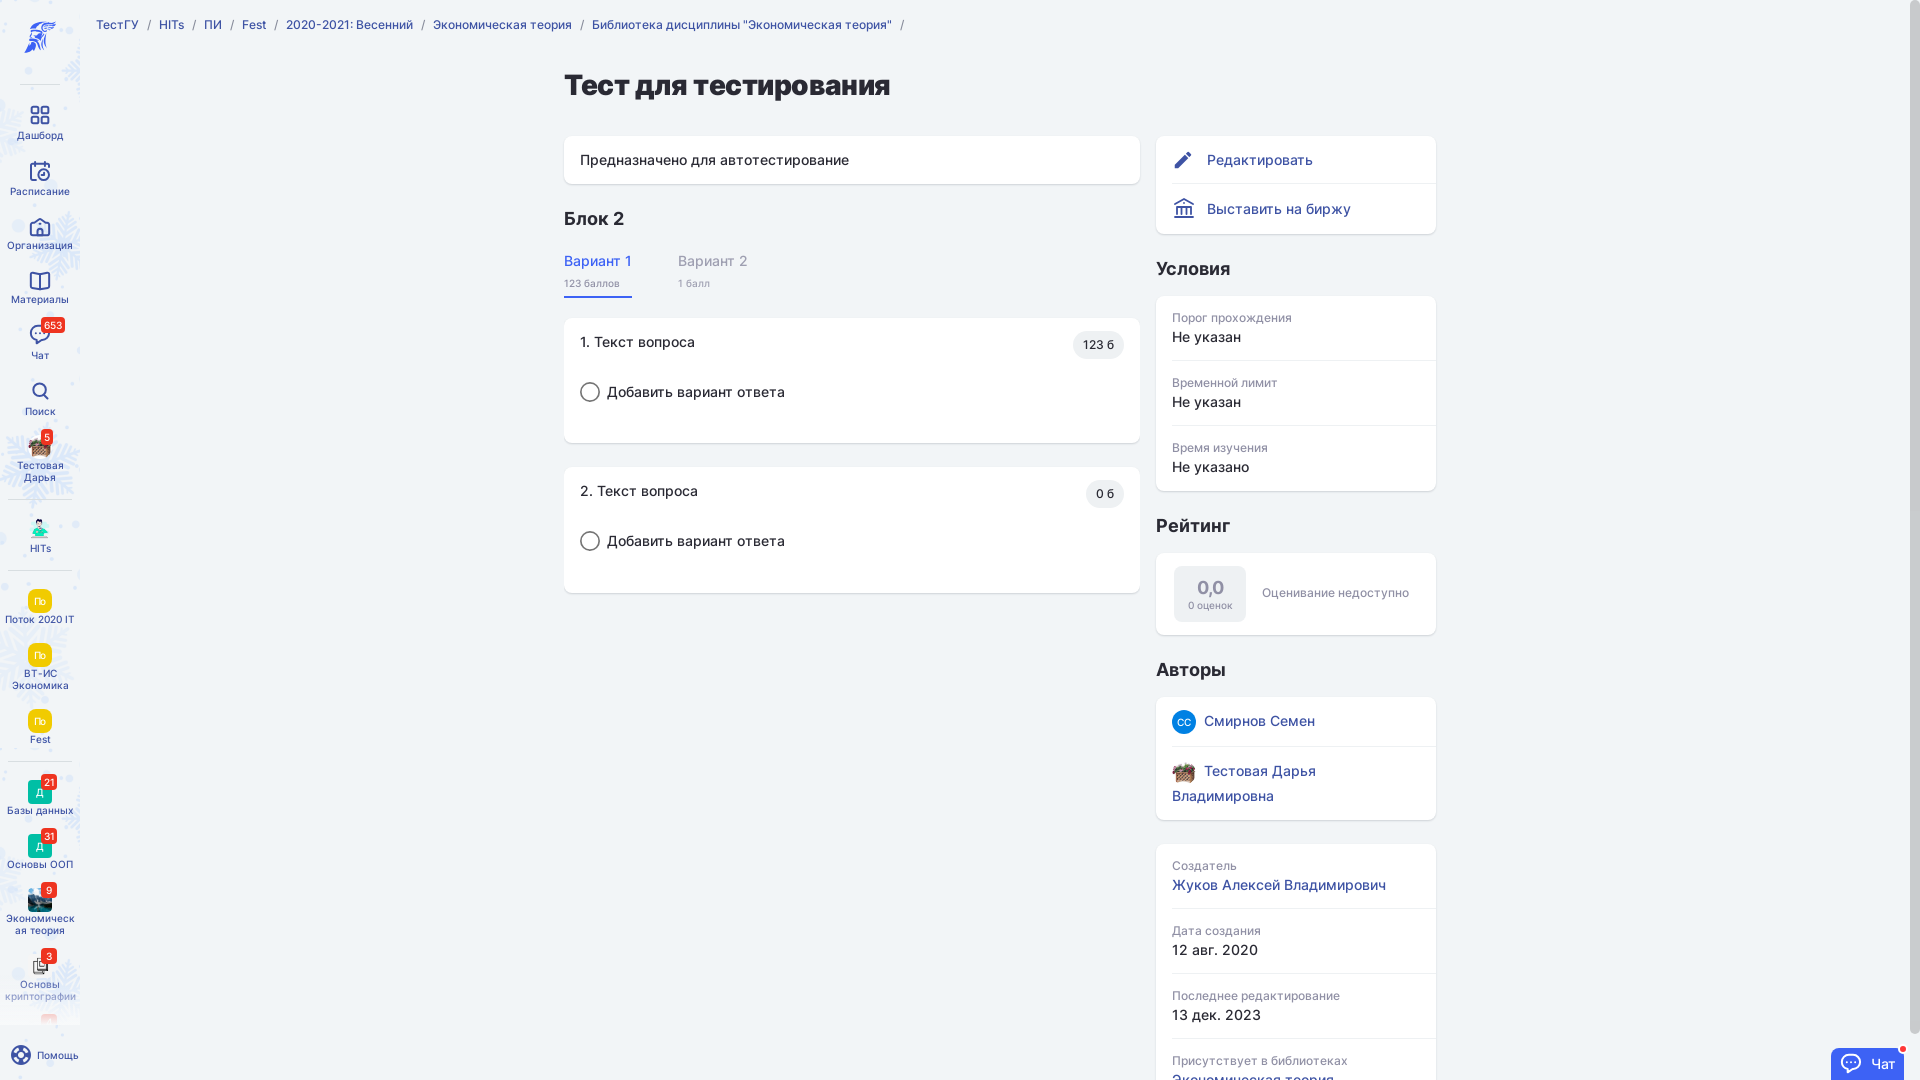 ТестГУ / HITs / ПИ / Fest / 2020-2021: Весенний / Экономическая теория / Библиотека дисциплины "Экономическая теория" /
Дашборд
Расписание
Организация
Материалы
653
Чат
Поиск
5
Тестовая
Дарья
HITs
По
Поток 2020 IT
По
ВТ-ИС
Экономика
По
Fest
21
Д
Базы данных
31
Д
Основы ООП
9
Экономическ
ая теория
3
Основы
криптографии
Помощь
Тест для тестирования
Предназначено для автотестирование
Блок 2
Вариант 1
123 баллов
Вариант 2
1 балл
1. Текст вопроса
123 б
Добавить вариант ответа
2. Текст вопроса
0 б
Добавить вариант ответа
Редактировать
Выставить на биржу
Условия
Порог прохождения
Не указан
Временной лимит
Не указан
Время изучения
Не указано
Рейтинг
0,0
0 оценок
Оценивание недоступно
Авторы
СС
Смирнов Семен
Тестовая Дарья
Владимировна
Создатель
Жуков Алексей Владимирович
Дата создания
12 авг. 2020
Последнее редактирование
13 дек. 2023
Присутствует в библиотеках
Экономическая теория
Чат